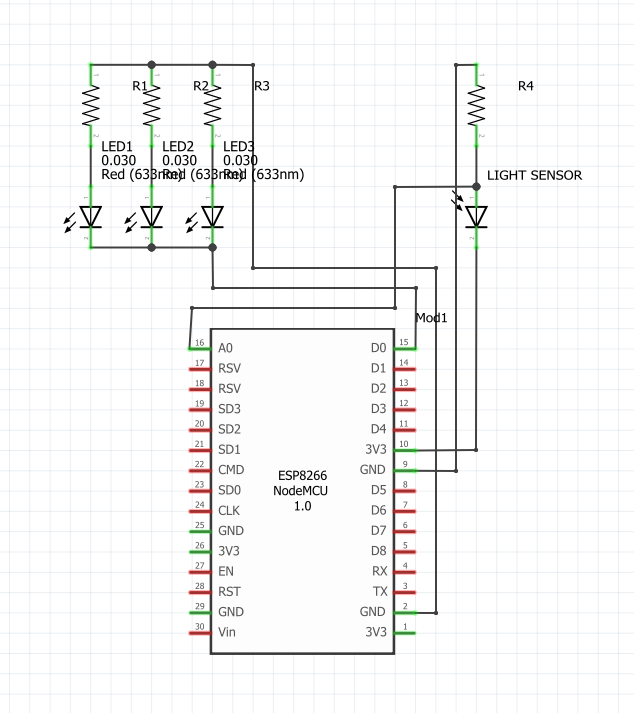 R1
R2
R3
R4
LED1
0.030
Red (633nm)
LED2
0.030
Red (633nm)
LED3
0.030
Red (633nm)
LIGHT SENSOR
Mod1
16 A0 D0 15
17 RSV D1 14
18 RSV D2 13
19 SD3 D3 12
20 SD2 D4 11
21 SD1 3V3 10
22 CMD GND 9
23 SD0 D5 8
24 CLK D6 7
25 GND D7 6
26 3V3 D8 5
27 EN RX 4
28 RST TX 3
29 GND GND 2
30 Vin 3V3 1
ESP8266
NodeMCU
1.0